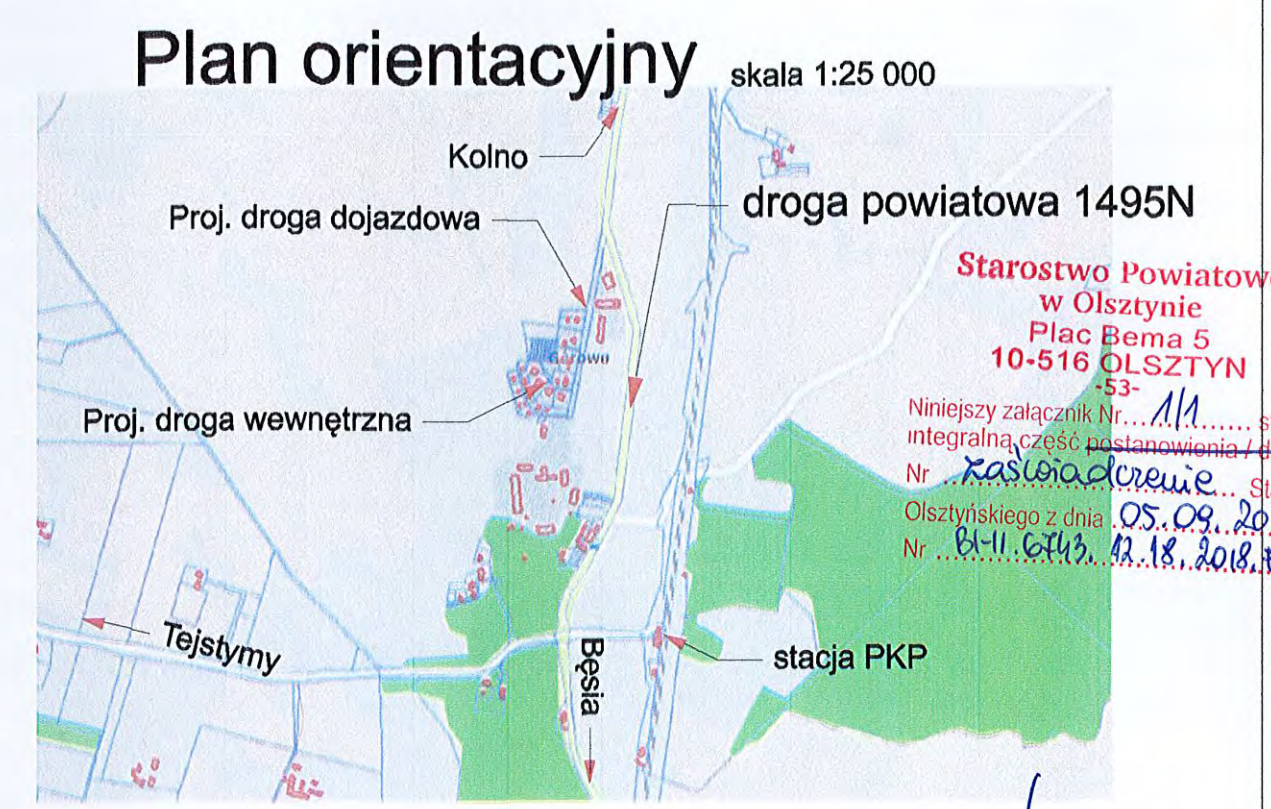 Plan orientacyjny skala 1:25 000
Kolno
Proj. droga dojazdowa
droga powiatowa 1495N
Proj. droga wewnętrzna
Tejstymy
Bęsia
stacja PKP
Starostwo Powiatow
w Olsztynie
Plac Bema 5
10-516 OLSZTYN
-53-
Niniejszy załącznik Nr....1/1......... s
integralną część postanowienia / d
Nr ..zaświadczenie... St
Olsztyńskiego z dnia .05.09.20
Nr ..BI-II.6743.12.18.2018.